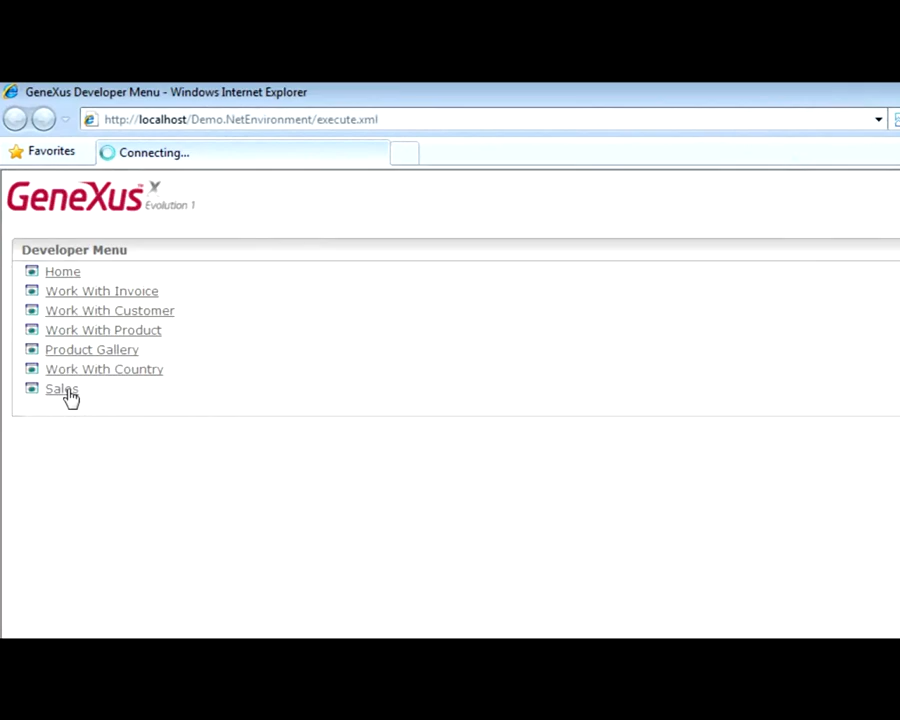 GeneXus Developer Menu - Windows Internet Explorer
http://localhost/Demo.NetEnvironment/execute.xml
Favorites
Connecting...
GeneXus X
Evolution 1
Developer Menu
Home
Work With Invoice
Work With Customer
Work With Product
Product Gallery
Work With Country
Sales